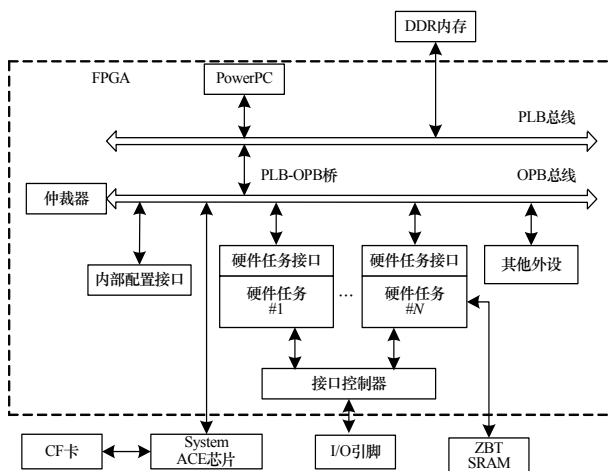 DDR内存
FPGA
PowerPC
PLB总线
PLB-OPB桥
OPB总线
仲裁器
内部配置接口
硬件任务接口
硬件任务
#1
…
硬件任务接口
硬件任务
#N
其他外设
接口控制器
CF卡
System
ACE芯片
I/O引脚
ZBT
SRAM